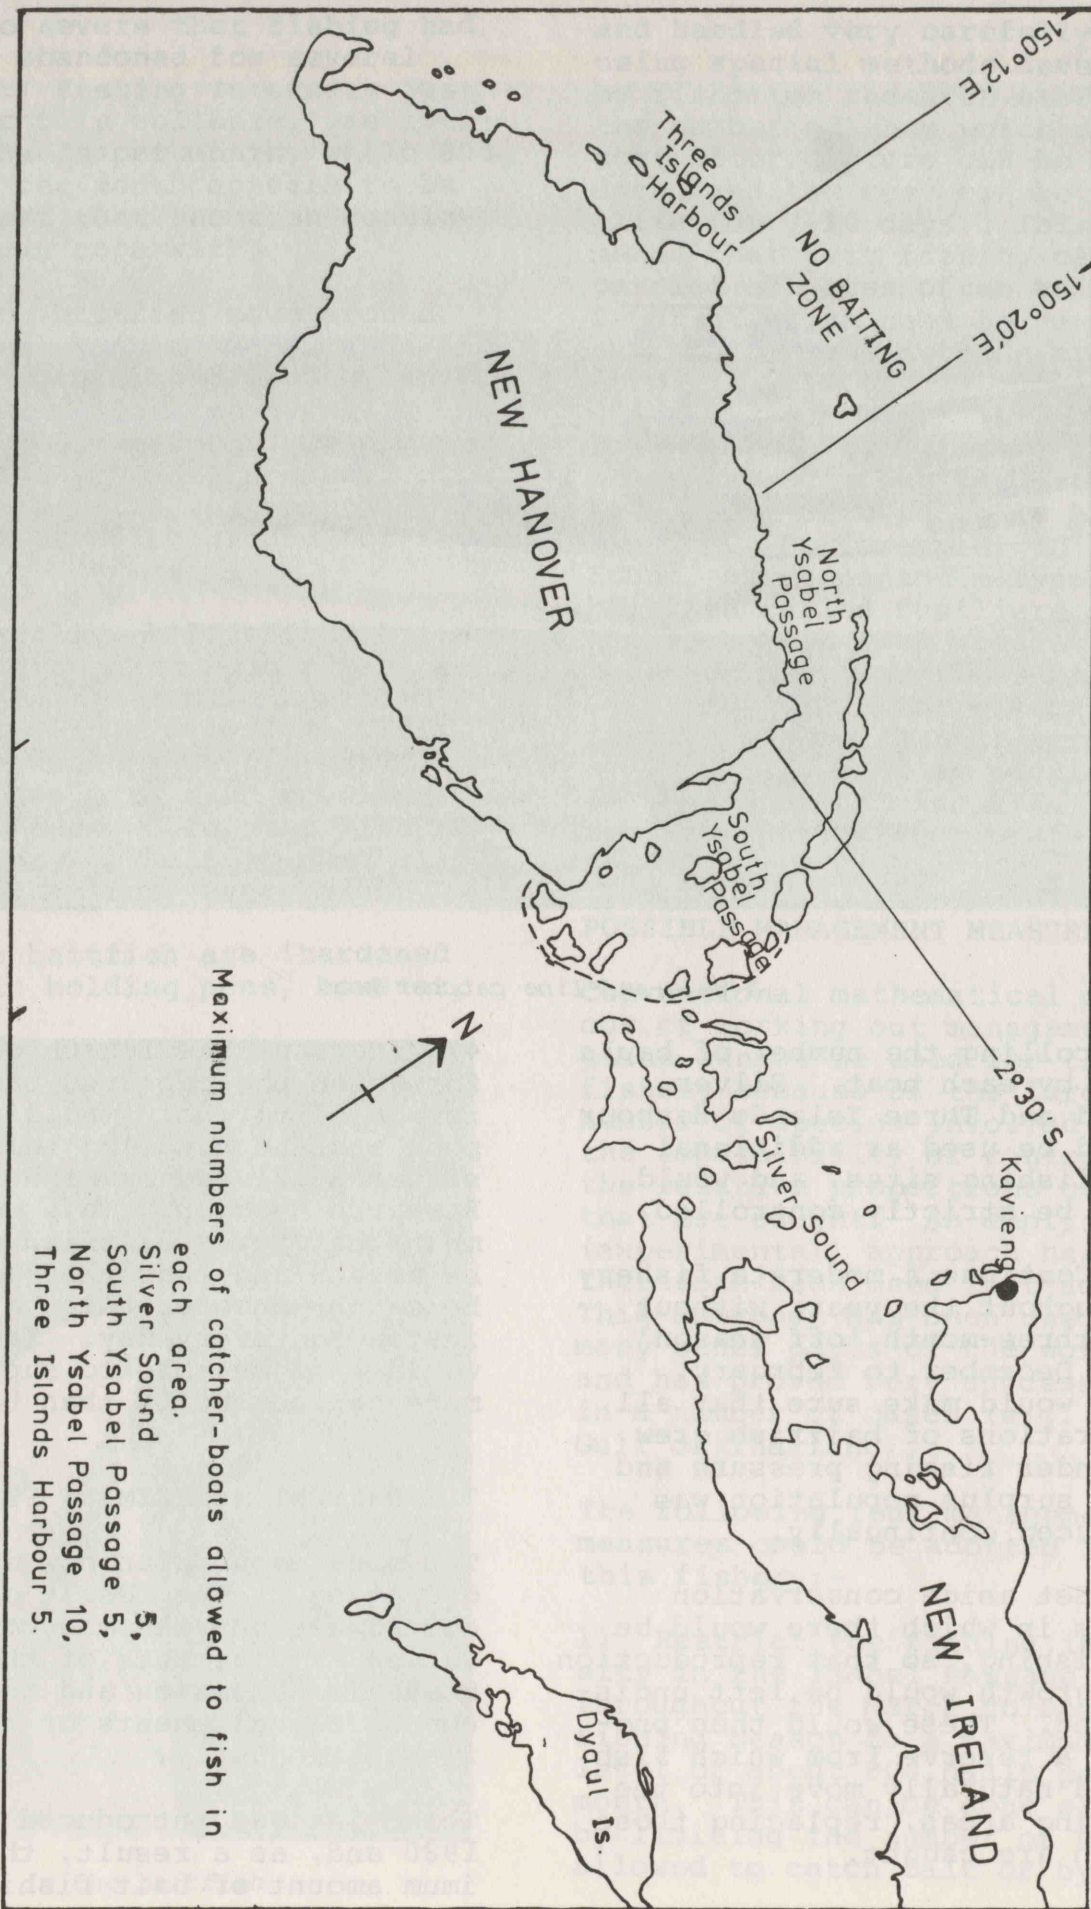 150°12'E
150°20'E
Three
Islands
Harbour
NO BAITING
ZONE
NEW HANOVER
North
Ysabel
Passage
South
Ysabel
Passage
2°30'S
Kavieng
Silver Sound
N
NEW IRELAND
Dyaul Is.
Maximum numbers of catcher-boats allowed to fish in
each area.
Silver Sound 5,
South Ysabel Passage 5,
North Ysabel Passage 10,
Three Islands Harbour 5.